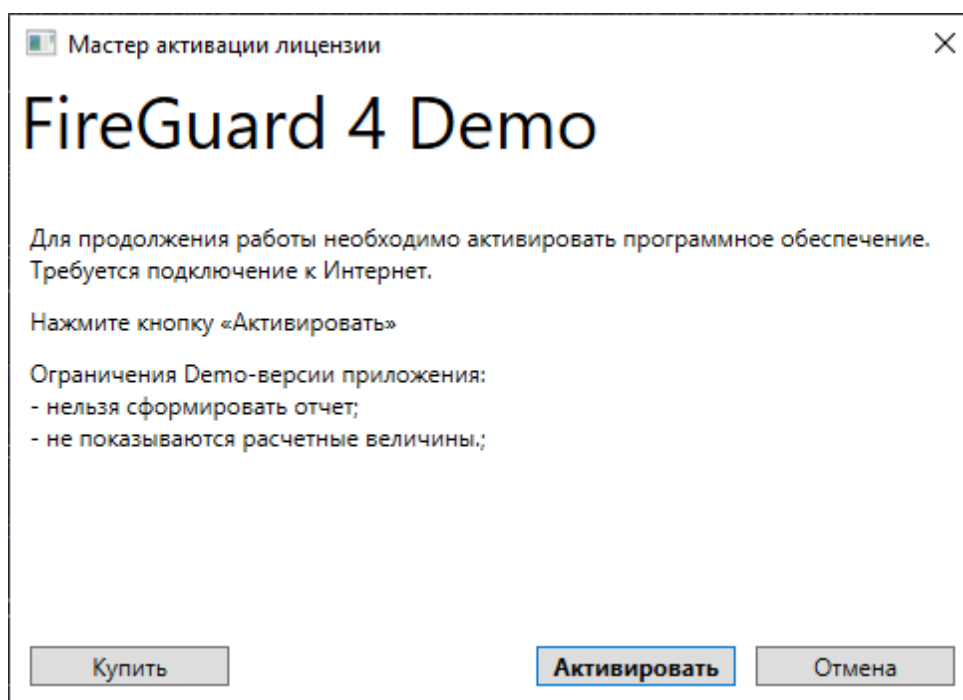 Мастер активации лицензии
FireGuard 4 Demo
Для продолжения работы необходимо активировать программное обеспечение.
Требуется подключение к Интернет.
Нажмите кнопку «Активировать»
Ограничения Demo-версии приложения:
- нельзя сформировать отчет;
- не показываются расчетные величины.;
Купить
Активировать
Отмена